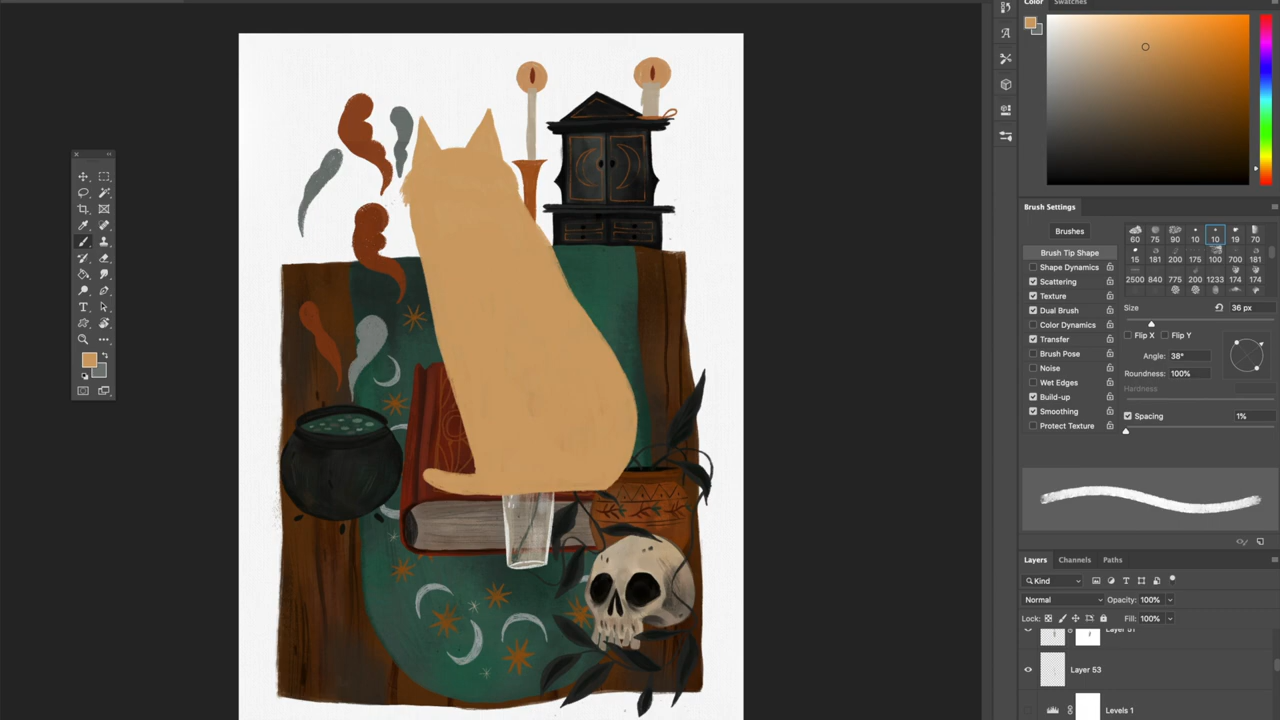 Color Swatches
Brush Settings
Brushes
60 75 90 10 10 19 70
Brush Tip Shape
15 181 200 175 100 700 181
Shape Dynamics
Scattering
2500 840 775 200 1233 174 174
Texture
Dual Brush
Size 36 px
Color Dynamics
Flip X Flip Y
Transfer
Brush Pose
Angle: 38°
Noise
Roundness: 100%
Wet Edges
Hardness
Build-up
Smoothing
Spacing 1%
Protect Texture
Layers Channels Paths
Kind
Normal Opacity: 100%
Lock: Fill: 100%
Layer 53
Levels 1